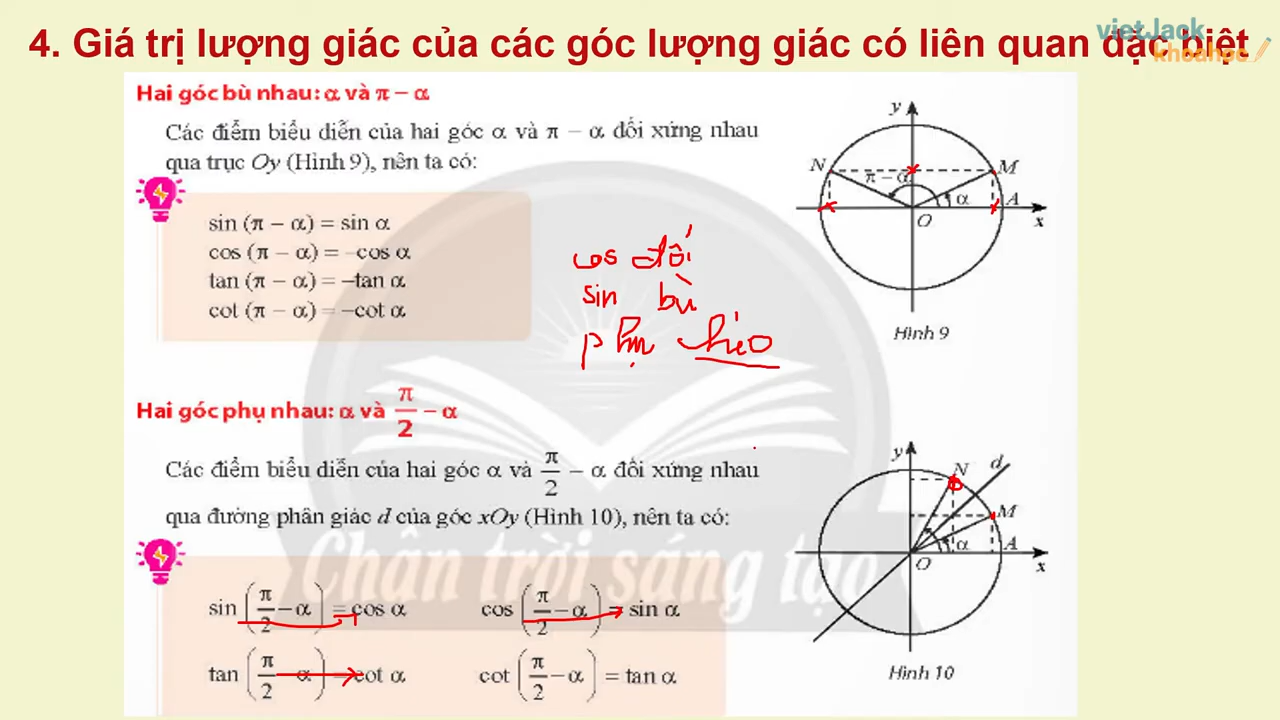 4. Giá trị lượng giác của các góc lượng giác có liên quan đặc biệt
vietJack
khoahoc
Hai góc bù nhau: α và π – α
Các điểm biểu diễn của hai góc α và π – α đối xứng nhau
qua trục Oy (Hình 9), nên ta có:
sin (π – α) = sin α
cos (π – α) = –cos α
tan (π – α) = –tan α
cot (π – α) = –cot α
cos đối
sin bù
phụ chéo
y
N
M
π – α
α
A
O
x
Hình 9
Hai góc phụ nhau: α và π/2 – α
Các điểm biểu diễn của hai góc α và π/2 – α đối xứng nhau
qua đường phân giác d của góc xOy (Hình 10), nên ta có:
sin (π/2 – α) = cos α
cos (π/2 – α) = sin α
tan (π/2 – α) = cot α
cot (π/2 – α) = tan α
y
N
d
M
α
A
O
x
Hình 10
Chân trời sáng tạo